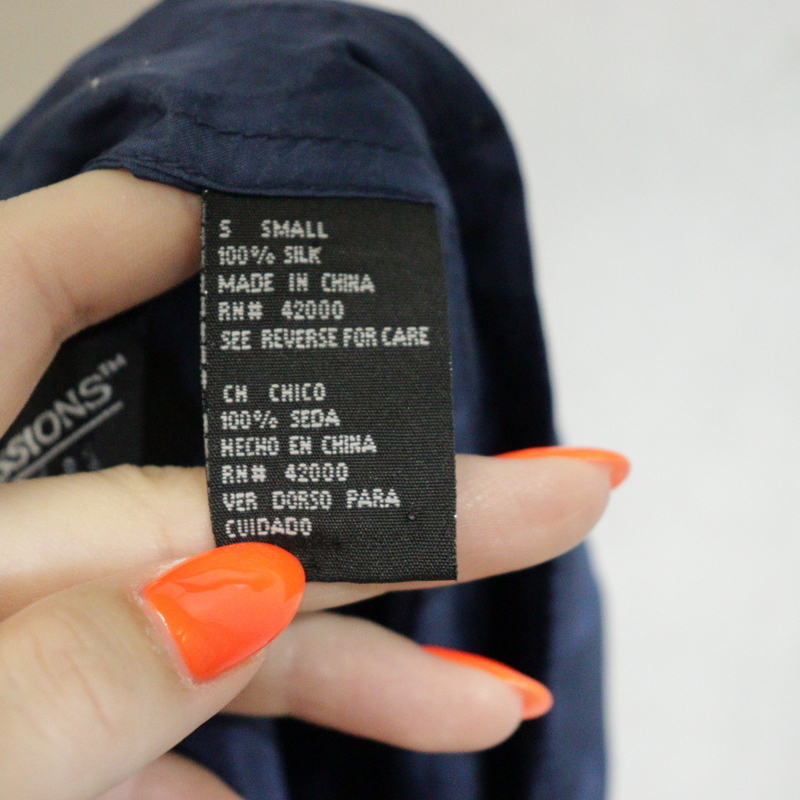 S SMALL
100% SILK
MADE IN CHINA
RN# 42000
SEE REVERSE FOR CARE
CH CHICO
100% SEDA
HECHO EN CHINA
RN# 42000
VER DORSO PARA
CUIDADO